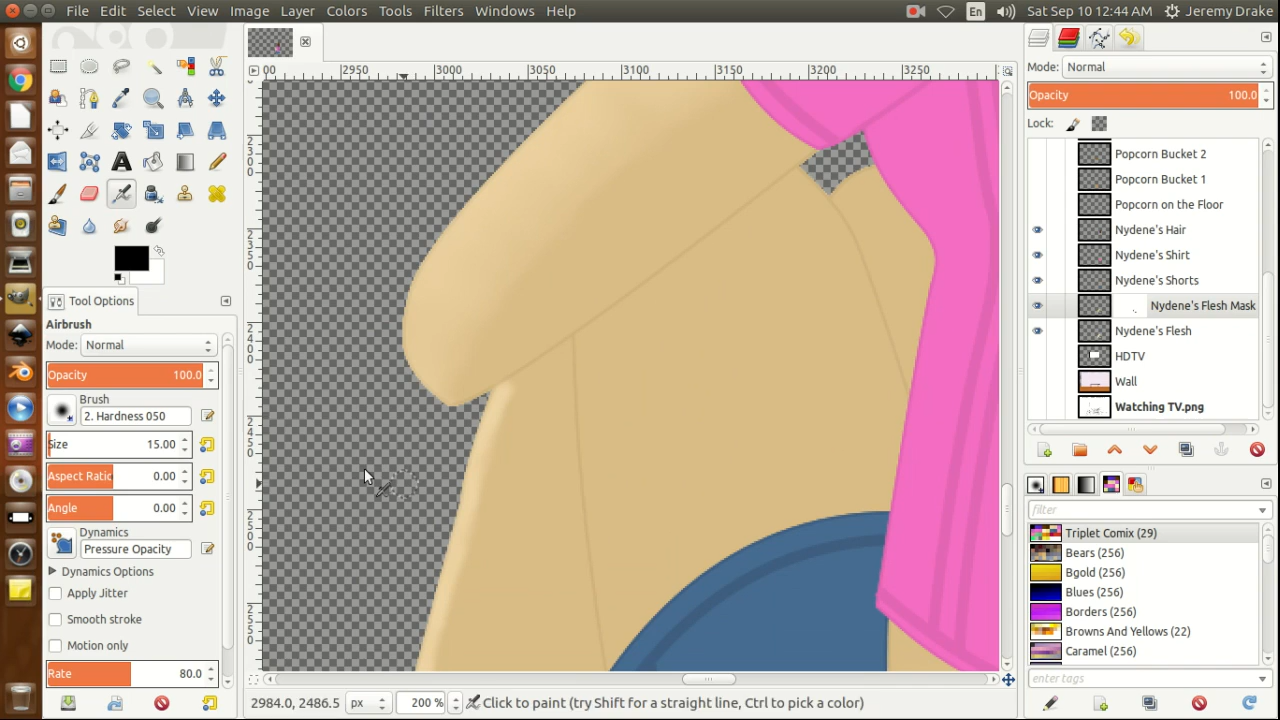 File Edit Select View Image Layer Colors Tools Filters Windows Help
En
Sat Sep 10 12:44 AM
Jeremy Drake
00 2950 3000 3050 3100 3150 3200 3250
2300
2350
2400
2450
2500
2550
Tool Options
Airbrush
Mode: Normal
Opacity 100.0
Brush
2. Hardness 050
Size 15.00
Aspect Ratio 0.00
Angle 0.00
Dynamics
Pressure Opacity
Dynamics Options
Apply Jitter
Smooth stroke
Motion only
Rate 80.0
2984.0, 2486.5 px 200 % Click to paint (try Shift for a straight line, Ctrl to pick a color)
Mode: Normal
Opacity 100.0
Lock:
Popcorn Bucket 2
Popcorn Bucket 1
Popcorn on the Floor
Nydene's Hair
Nydene's Shirt
Nydene's Shorts
Nydene's Flesh Mask
Nydene's Flesh
HDTV
Wall
Watching TV.png
filter
Triplet Comix (29)
Bears (256)
Bgold (256)
Blues (256)
Borders (256)
Browns And Yellows (22)
Caramel (256)
enter tags